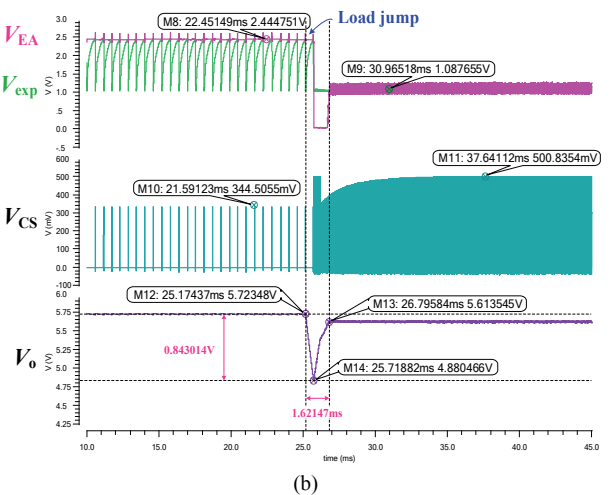 M8: 22.45149ms 2.444751V
Load jump
V_EA
V_exp
V (V)
3.0
2.5
2.0
1.5
1.0
.5
0.0
-.5
M9: 30.96518ms 1.087655V
V_CS
V (mV)
600
500
400
300
200
100
0.0
-100
M10: 21.59123ms 344.5055mV
M11: 37.64112ms 500.8354mV
V_o
V (V)
6.0
5.75
5.5
5.25
5.0
4.75
4.5
4.25
M12: 25.17437ms 5.72348V
M13: 26.79584ms 5.613545V
0.843014V
M14: 25.71882ms 4.880466V
1.62147ms
10.0 15.0 20.0 25.0 30.0 35.0 40.0 45.0
time (ms)
(b)